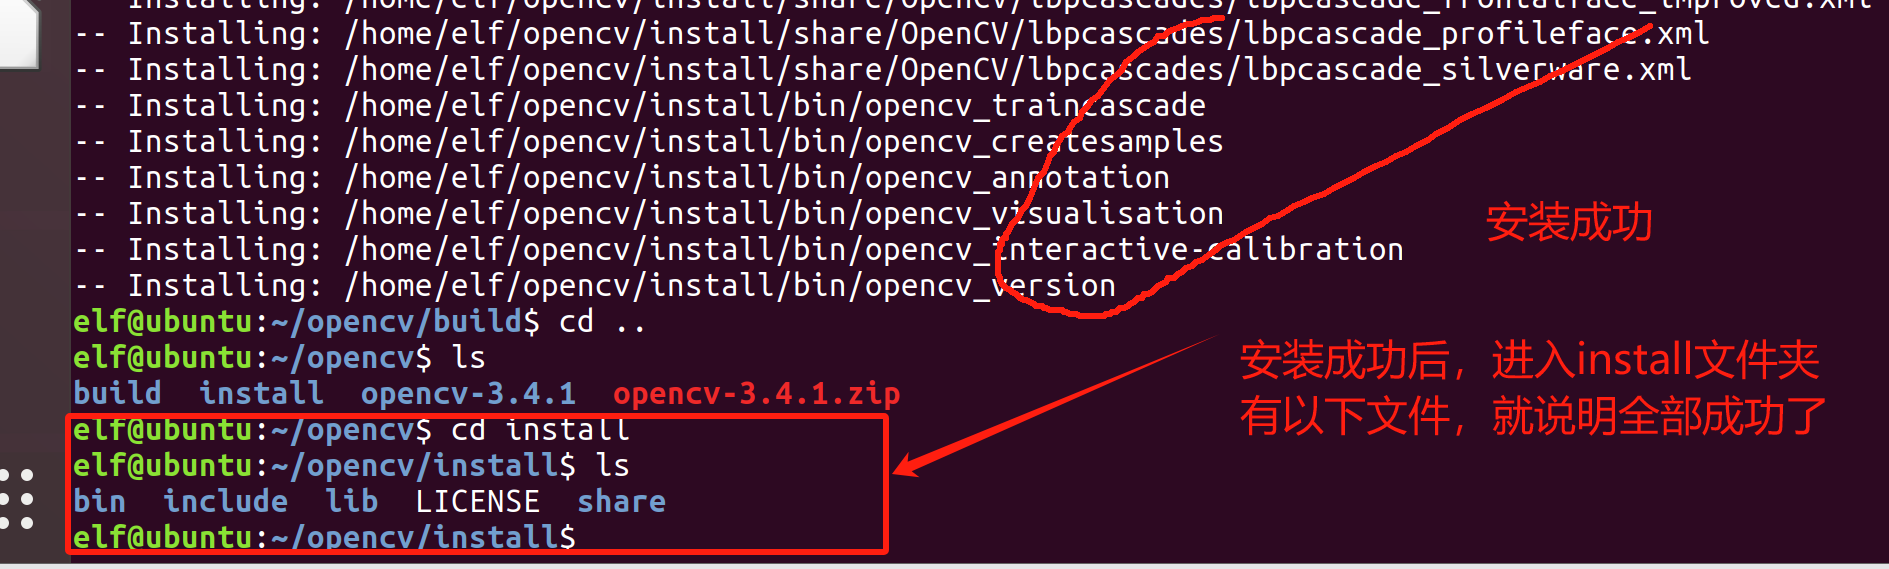 -- Installing: /home/elf/opencv/install/share/OpenCV/lbpcascades/lbpcascade_frontalface_improved.xml
-- Installing: /home/elf/opencv/install/share/OpenCV/lbpcascades/lbpcascade_profileface.xml
-- Installing: /home/elf/opencv/install/share/OpenCV/lbpcascades/lbpcascade_silverware.xml
-- Installing: /home/elf/opencv/install/bin/opencv_traincascade
-- Installing: /home/elf/opencv/install/bin/opencv_createsamples
-- Installing: /home/elf/opencv/install/bin/opencv_annotation
-- Installing: /home/elf/opencv/install/bin/opencv_visualisation
-- Installing: /home/elf/opencv/install/bin/opencv_interactive-calibration
-- Installing: /home/elf/opencv/install/bin/opencv_version
安装成功
elf@ubuntu:~/opencv/build$ cd ..
elf@ubuntu:~/opencv$ ls
build  install  opencv-3.4.1  opencv-3.4.1.zip
elf@ubuntu:~/opencv$ cd install
elf@ubuntu:~/opencv/install$ ls
bin  include  lib  LICENSE  share
elf@ubuntu:~/opencv/install$
安装成功后，进入install文件夹
有以下文件，就说明全部成功了